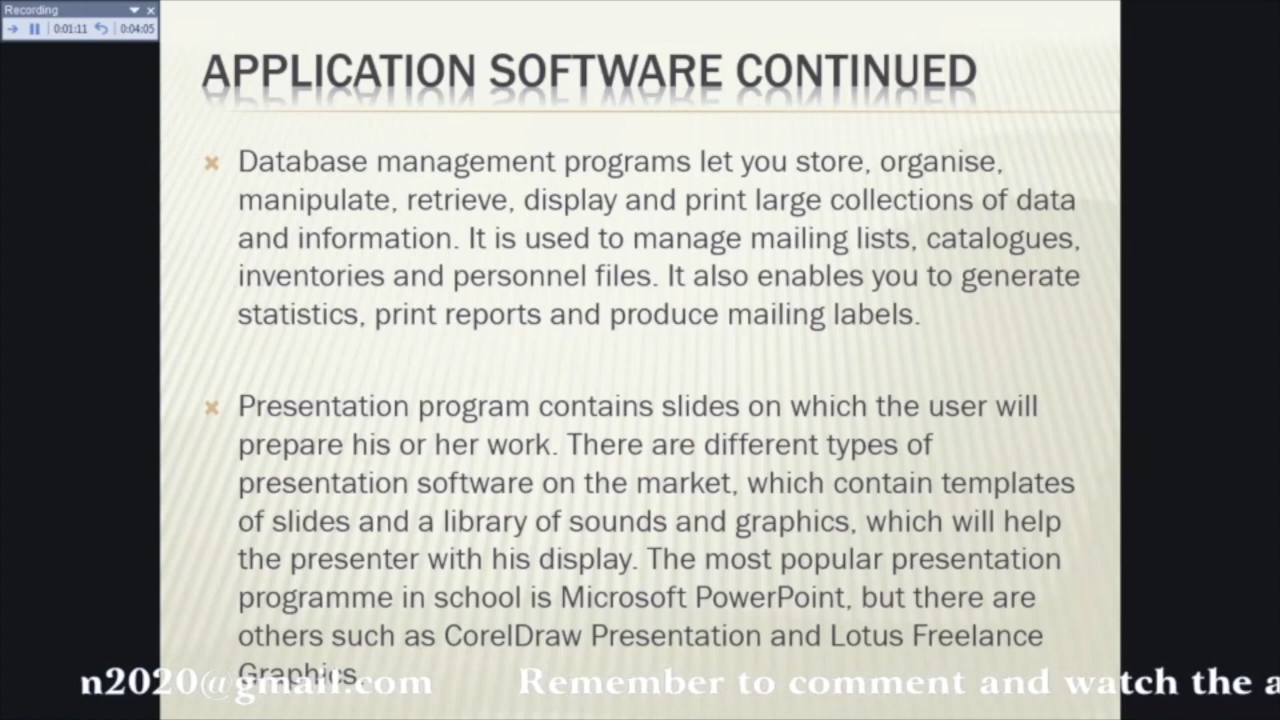 Recording
0:01:11 0:04:05
APPLICATION SOFTWARE CONTINUED
Database management programs let you store, organise,
manipulate, retrieve, display and print large collections of data
and information. It is used to manage mailing lists, catalogues,
inventories and personnel files. It also enables you to generate
statistics, print reports and produce mailing labels.
Presentation program contains slides on which the user will
prepare his or her work. There are different types of
presentation software on the market, which contain templates
of slides and a library of sounds and graphics, which will help
the presenter with his display. The most popular presentation
programme in school is Microsoft PowerPoint, but there are
others such as CorelDraw Presentation and Lotus Freelance
Graphics.
n2020@gmail.com Remember to comment and watch the a